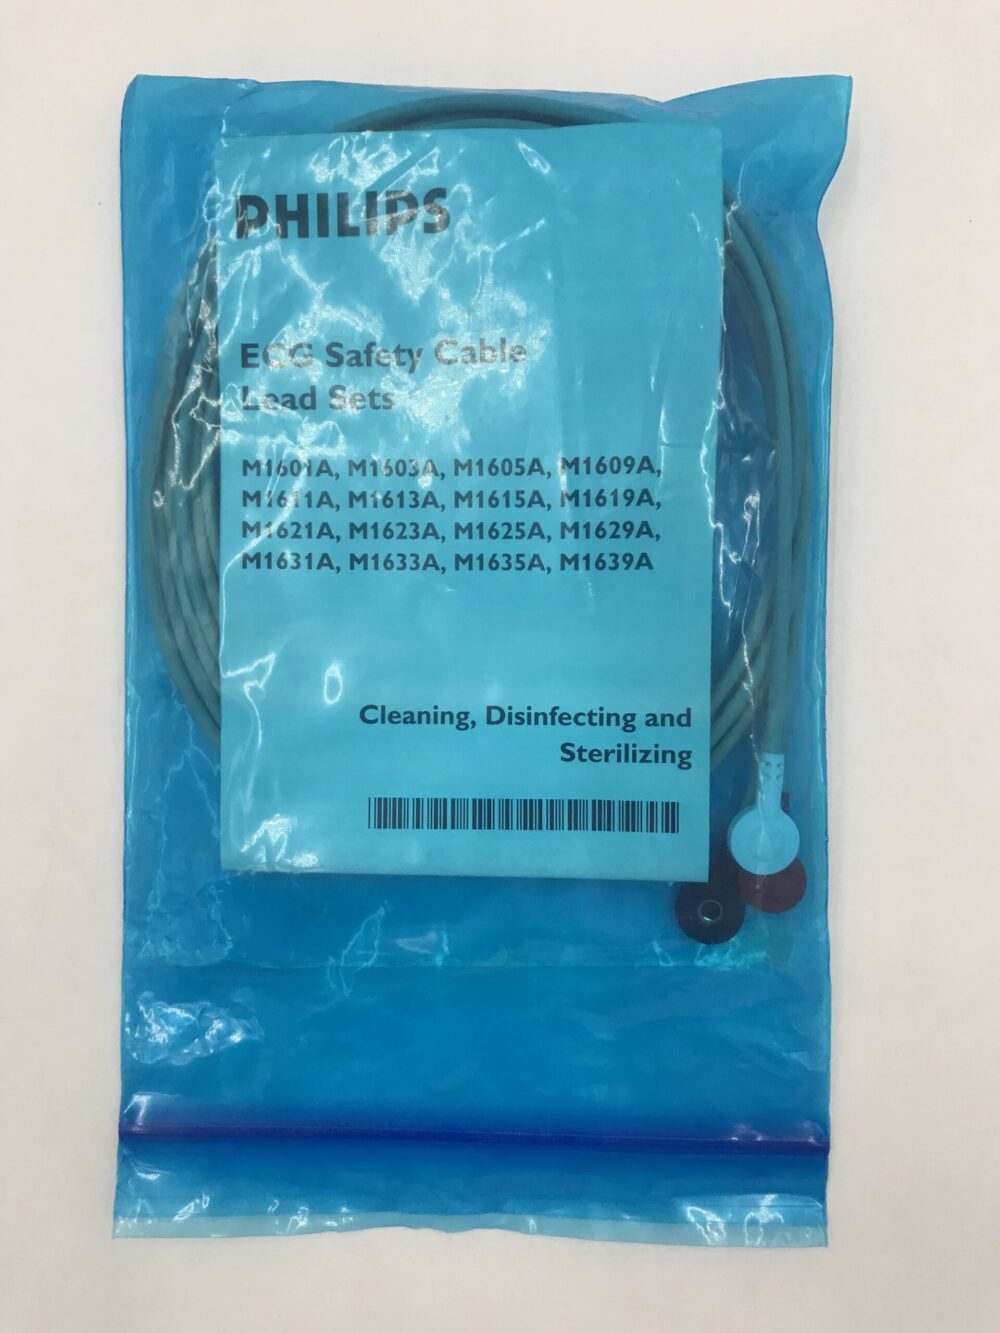 PHILIPS
ECG Safety Cable
Lead Sets
M1601A, M1603A, M1605A, M1609A,
M1611A, M1613A, M1615A, M1619A,
M1621A, M1623A, M1625A, M1629A,
M1631A, M1633A, M1635A, M1639A
Cleaning, Disinfecting and
Sterilizing